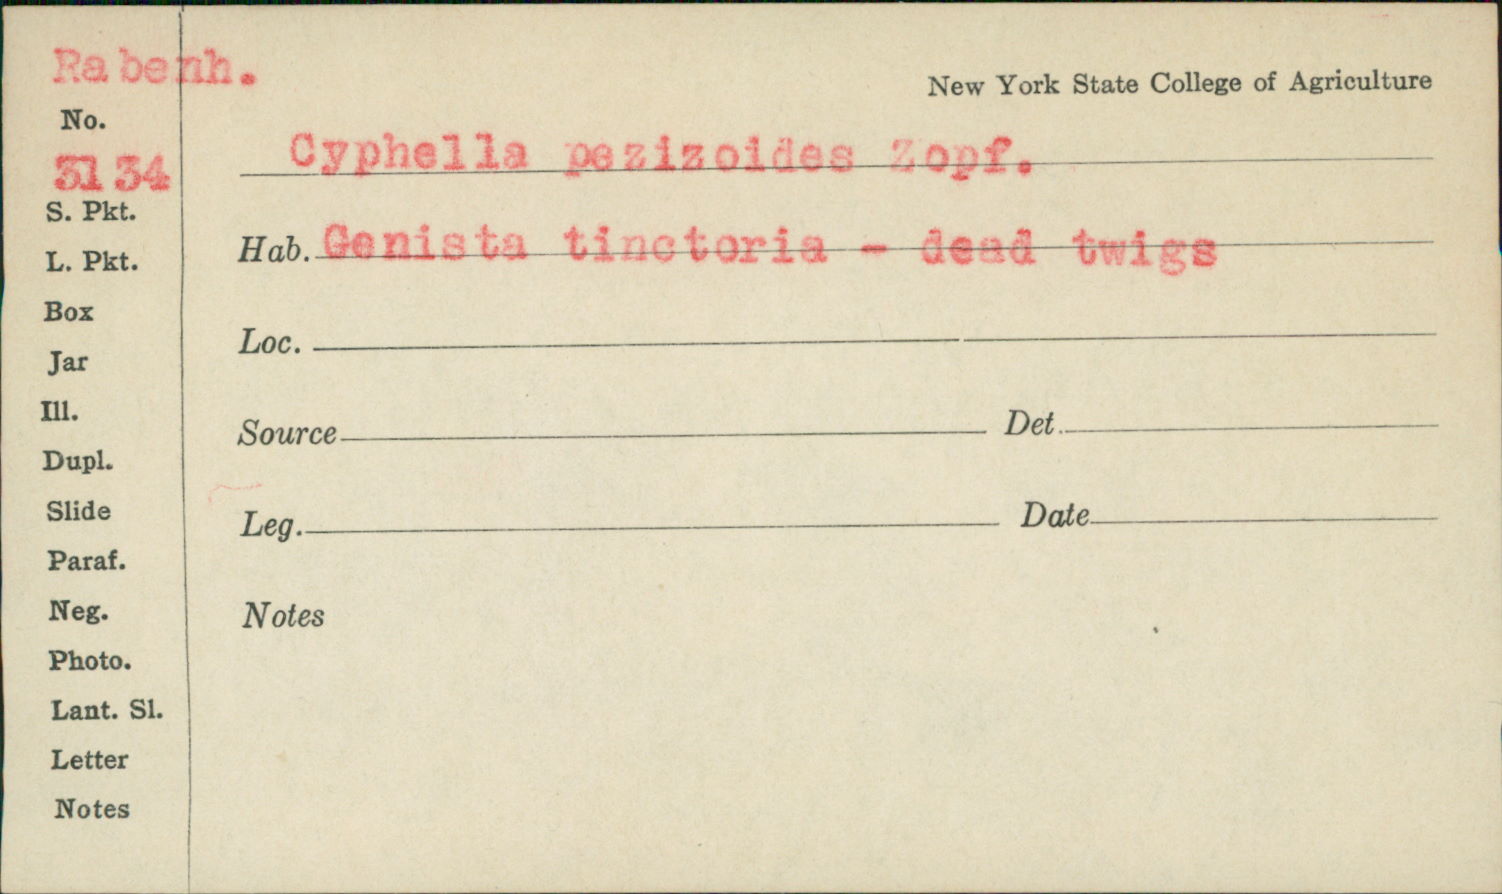 Rabenh.
New York State College of Agriculture
No.
3134
Cyphella pezizoides Zopf.
S. Pkt.
Hab. Genista tinctoria - dead twigs
L. Pkt.
Box
Loc.
Jar
Ill.
Source Det.
Dupl.
Slide
Leg. Date
Paraf.
Neg.
Notes
Photo.
Lant. Sl.
Letter
Notes